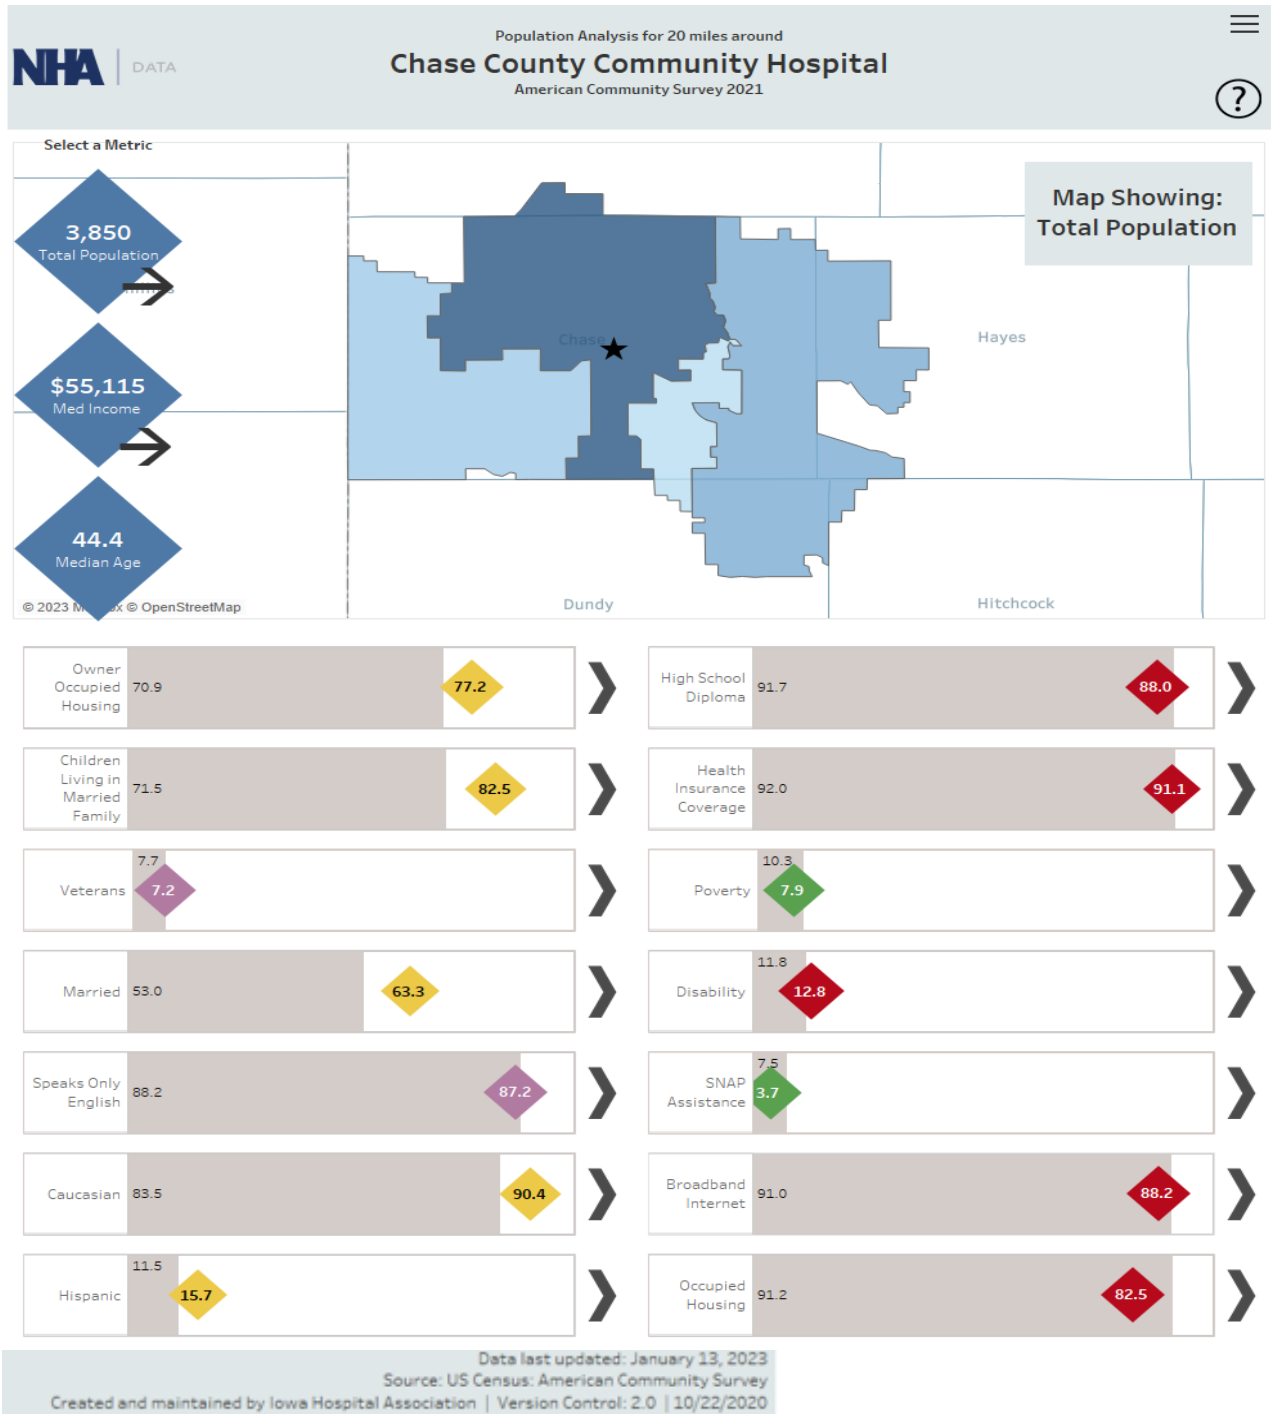 Population Analysis for 20 miles around
Chase County Community Hospital
American Community Survey 2021
NHA DATA
?
Select a Metric
3,850
Total Population
$55,115
Med Income
44.4
Median Age
Map Showing:
Total Population
Chase
Hayes
Dundy
Hitchcock
© 2023 © OpenStreetMap
Owner
Occupied
Housing
70.9
77.2
Children
Living in
Married
Family
71.5
82.5
Veterans
7.7
7.2
Married
53.0
63.3
Speaks Only
English
88.2
87.2
Caucasian
83.5
90.4
Hispanic
11.5
15.7
High School
Diploma
91.7
88.0
Health
Insurance
Coverage
92.0
91.1
Poverty
10.3
7.9
Disability
11.8
12.8
SNAP
Assistance
7.5
3.7
Broadband
Internet
91.0
88.2
Occupied
Housing
91.2
82.5
Data last updated: January 13, 2023
Source: US Census: American Community Survey
Created and maintained by Iowa Hospital Association | Version Control: 2.0 | 10/22/2020